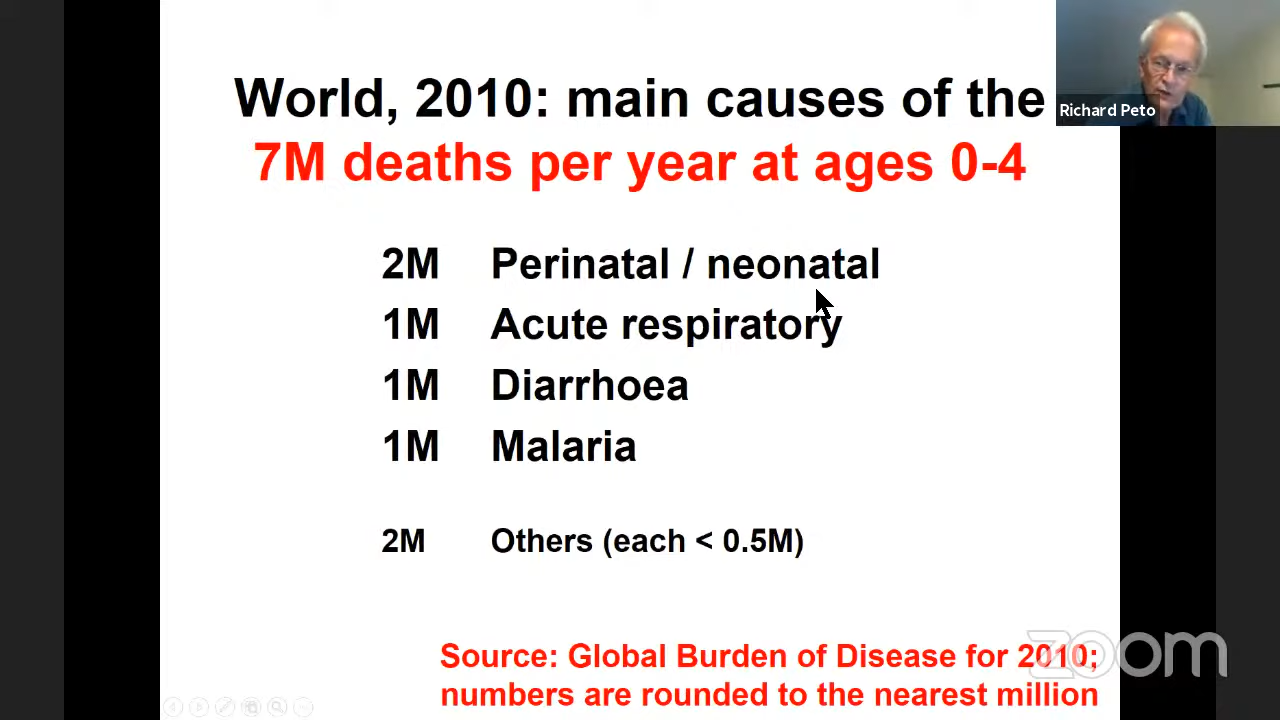 World, 2010: main causes of the
7M deaths per year at ages 0-4
Richard Peto
2M Perinatal / neonatal
1M Acute respiratory
1M Diarrhoea
1M Malaria
2M Others (each < 0.5M)
Source: Global Burden of Disease for 2010;
numbers are rounded to the nearest million
zoom